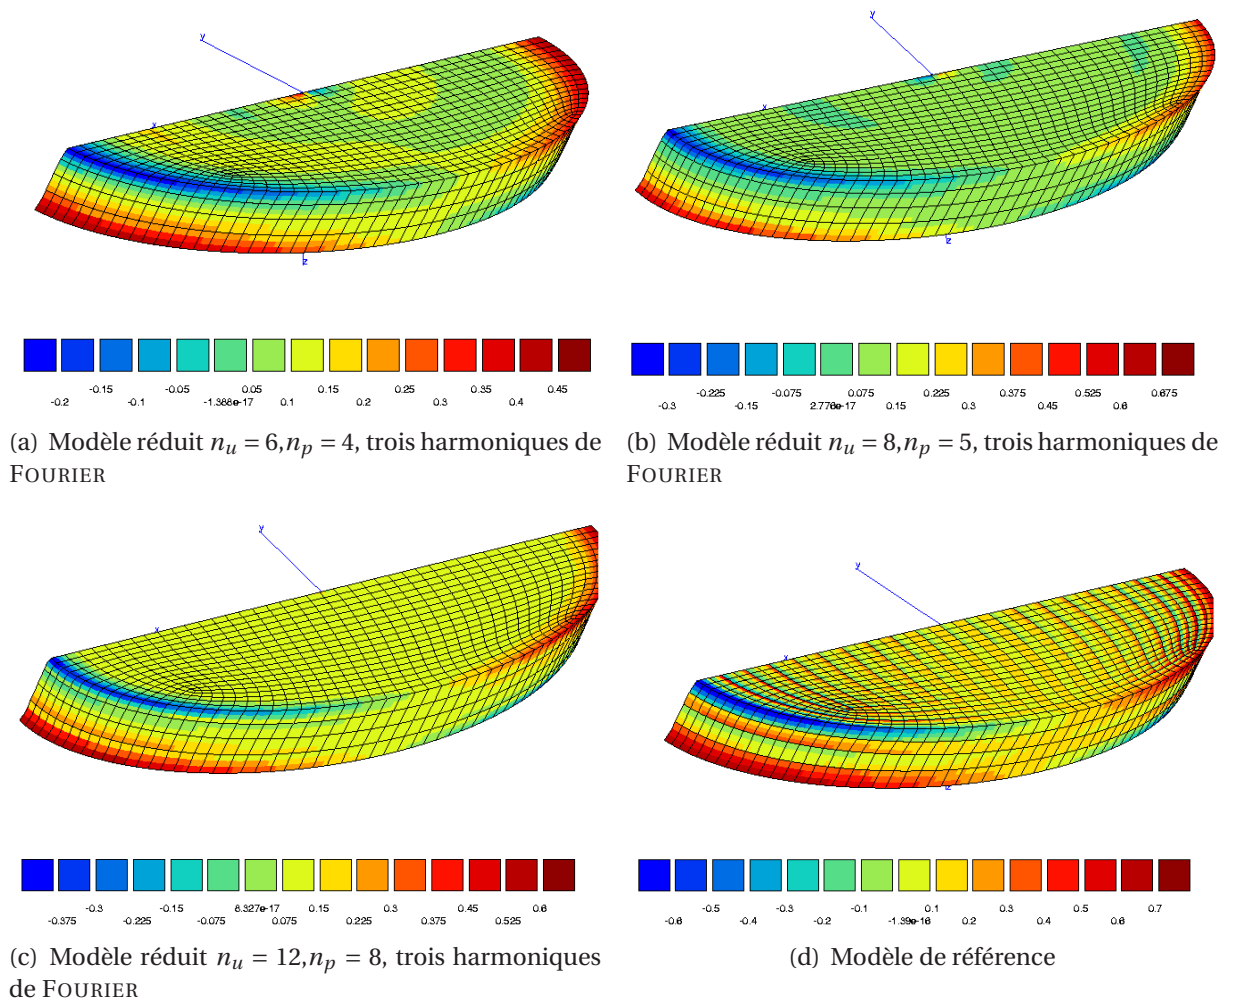 y
x
z
-0.15 -0.05 0.05 0.15 0.25 0.35 0.45
-0.2 -0.1 -1.388e-17 0.1 0.2 0.3 0.4
(a) Modèle réduit nu = 6, np = 4, trois harmoniques de
FOURIER
y
x
z
-0.225 -0.075 0.075 0.225 0.375 0.525 0.675
-0.3 -0.15 2.776e-17 0.15 0.3 0.45 0.6
(b) Modèle réduit nu = 8, np = 5, trois harmoniques de
FOURIER
y
x
-0.3 -0.15 8.327e-17 0.15 0.3 0.45 0.6
-0.375 -0.225 -0.075 0.075 0.225 0.375 0.525
(c) Modèle réduit nu = 12, np = 8, trois harmoniques
de FOURIER
y
x
z
-0.5 -0.3 -0.1 0.1 0.3 0.5 0.7
-0.6 -0.4 -0.2 -1.39e-16 0.2 0.4 0.6
(d) Modèle de référence